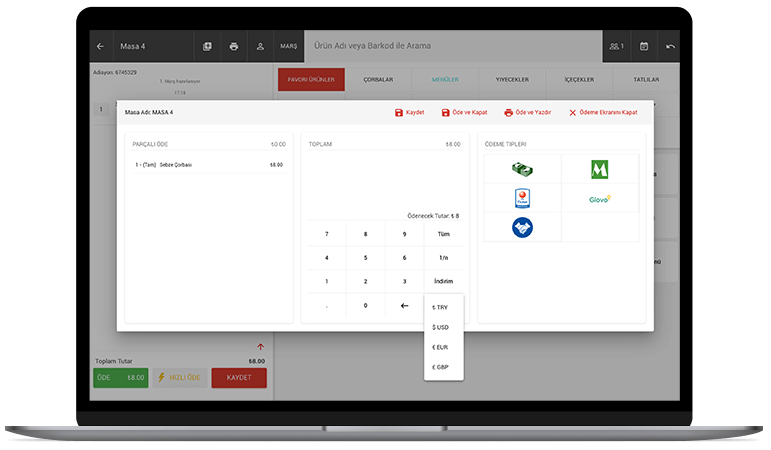 Masa 4
MARŞ
Ürün Adı veya Barkod ile Arama
1
Adisyon: 6745329
1. Marş hazırlanıyor
17:18
FAVORİ ÜRÜNLER
ÇORBALAR
MENÜLER
YİYECEKLER
İÇECEKLER
TATLILAR
1
Masa Adı: MASA 4
Kaydet
Öde ve Kapat
Öde ve Yazdır
Ödeme Ekranını Kapat
PARÇALI ÖDE
₺0.00
1 - (Tam) Sebze Çorbası
₺8.00
TOPLAM
₺8.00
Ödenecek Tutar: ₺ 8
7 8 9 Tüm
4 5 6 1/n
1 2 3 İndirim
. 0
₺ TRY
$ USD
€ EUR
£ GBP
ÖDEME TİPLERİ
Glovo
Toplam Tutar
₺8.00
ÖDE ₺8.00
HIZLI ÖDE
KAYDET